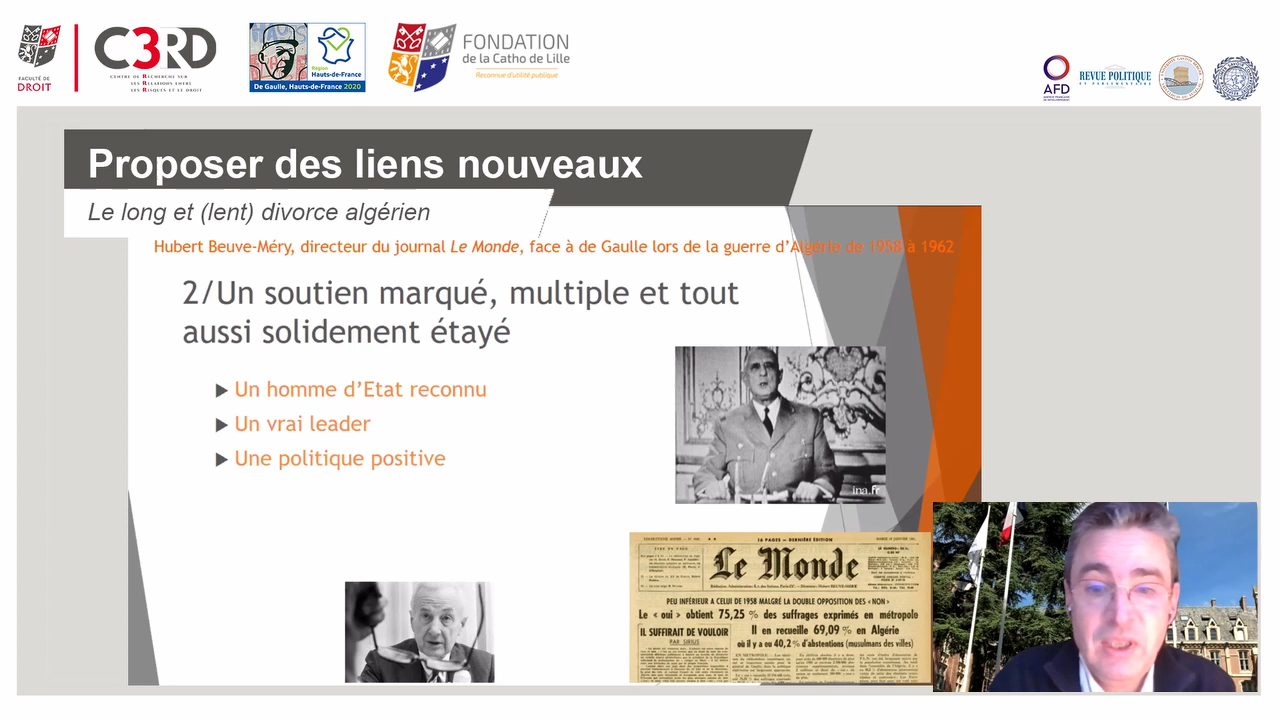 FACULTÉ DE
DROIT
C3RD
CENTRE DE RECHERCHE SUR
LES RELATIONS ENTRE
LES RISQUES ET LE DROIT
Région
Hauts-de-France
De Gaulle, Hauts-de-France 2020
FONDATION
de la Catho de Lille
Reconnue d'utilité publique
AFD
REVUE POLITIQUE
ET PARLEMENTAIRE
Proposer des liens nouveaux
Le long et (lent) divorce algérien
Hubert Beuve-Méry, directeur du journal Le Monde, face à de Gaulle lors de la guerre d'Algérie de 1958 à 1962
2/Un soutien marqué, multiple et tout
aussi solidement étayé
Un homme d'Etat reconnu
Un vrai leader
Une politique positive
ina.fr
16 PAGES – DERNIÈRE ÉDITION
Le Monde
PEU INFÉRIEUR A CELUI DE 1958 MALGRÉ LA DOUBLE OPPOSITION DES « NON »
Le « oui » obtient 75,25 % des suffrages exprimés en métropole
IL SUFFIRAIT DE VOULOIR
PAR SIRIUS
Il en recueille 69,09 % en Algérie
où il y a eu 40,2 % d'abstentions (musulmans des villes)